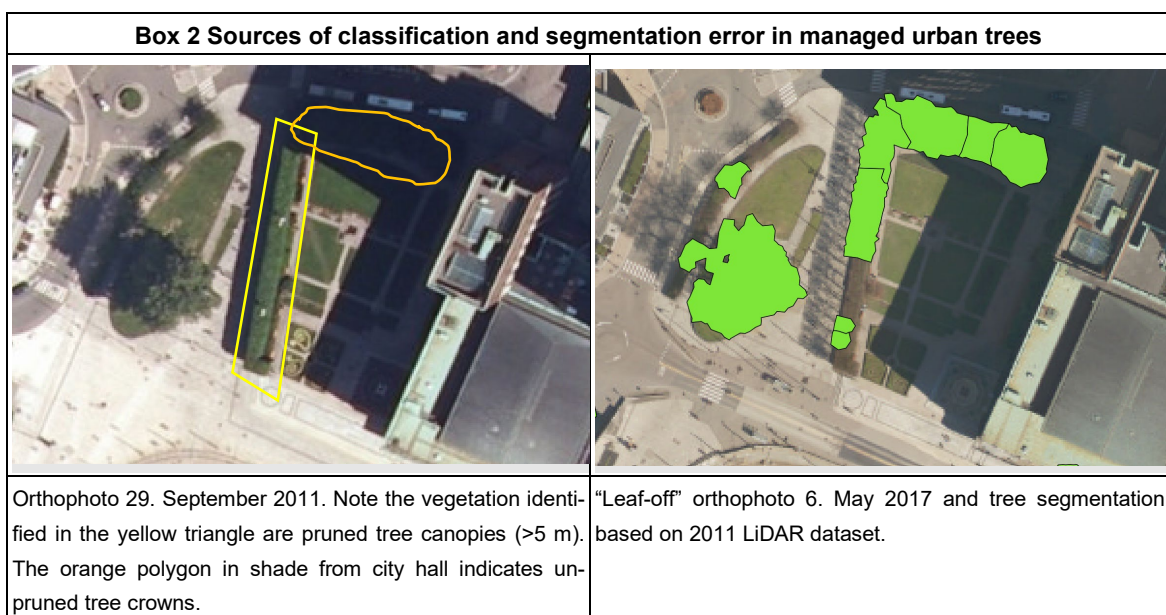 Box 2 Sources of classification and segmentation error in managed urban trees
Orthophoto 29. September 2011. Note the vegetation identi-
fied in the yellow triangle are pruned tree canopies (>5 m).
The orange polygon in shade from city hall indicates un-
pruned tree crowns.
“Leaf-off” orthophoto 6. May 2017 and tree segmentation
based on 2011 LiDAR dataset.